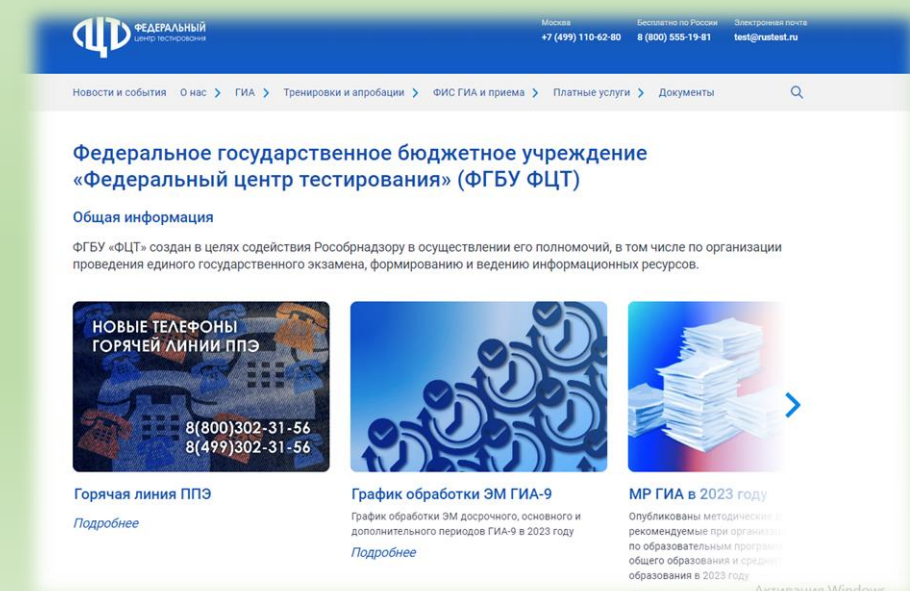 ФЕДЕРАЛЬНЫЙ
центр тестирования
Москва
+7 (499) 110-62-80
Бесплатно по России
8 (800) 555-19-81
Электронная почта
test@rustest.ru
Новости и события О нас ГИА Тренировки и апробации ФИС ГИА и приема Платные услуги Документы
Федеральное государственное бюджетное учреждение
«Федеральный центр тестирования» (ФГБУ ФЦТ)
Общая информация
ФГБУ «ФЦТ» создан в целях содействия Рособрнадзору в осуществлении его полномочий, в том числе по организации
проведения единого государственного экзамена, формированию и ведению информационных ресурсов.
НОВЫЕ ТЕЛЕФОНЫ
ГОРЯЧЕЙ ЛИНИИ ППЭ
8(800)302-31-56
8(499)302-31-56
Горячая линия ППЭ
Подробнее
График обработки ЭМ ГИА-9
График обработки ЭМ досрочного, основного и
дополнительного периодов ГИА-9 в 2023 году
Подробнее
МР ГИА в 2023 году
Опубликованы методические
рекомендуемые при
по образовательным
общего образования и
образования в 2023 году
Активация Windows